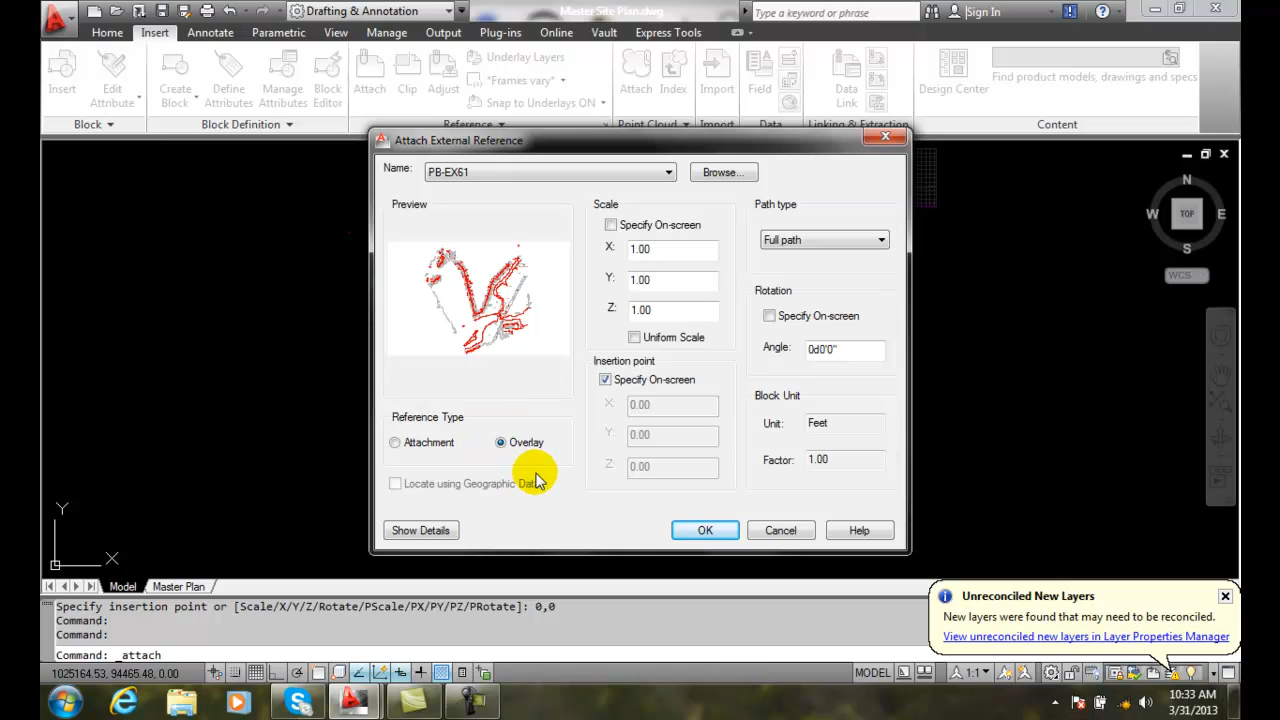 Drafting & Annotation
Master Site Plan.dwg
Type a keyword or phrase
Sign In
Home Insert Annotate Parametric View Manage Output Plug-ins Online Vault Express Tools
Insert
Edit
Attribute
Create
Block
Define
Attributes
Manage
Attributes
Block
Editor
Attach
Clip
Adjust
Underlay Layers
*Frames vary*
Snap to Underlays ON
Attach
Index
Import
Field
Data
Link
Design Center
Find product models, drawings and specs
Block
Block Definition
Reference
Point Cloud
Import
Data
Linking & Extraction
Content
Attach External Reference
Name:
PB-EX61
Browse...
Preview
Scale
Specify On-screen
X: 1.00
Y: 1.00
Z: 1.00
Uniform Scale
Path type
Full path
Rotation
Specify On-screen
Angle: 0d0'0"
Insertion point
Specify On-screen
X: 0.00
Y: 0.00
Z: 0.00
Block Unit
Unit: Feet
Factor: 1.00
Reference Type
Attachment
Overlay
Locate using Geographic
Show Details
OK
Cancel
Help
N
W TOP E
S
WCS
Y
X
Model
Master Plan
Specify insertion point or [Scale/X/Y/Z/Rotate/PScale/PX/PY/PZ/PRotate]: 0,0
Command:
Command:
Command: _attach
Unreconciled New Layers
New layers were found that may need to be reconciled.
View unreconciled new layers in Layer Properties Manager
1025164.53, 94465.48, 0.00
MODEL
1:1
10:33 AM
3/31/2013